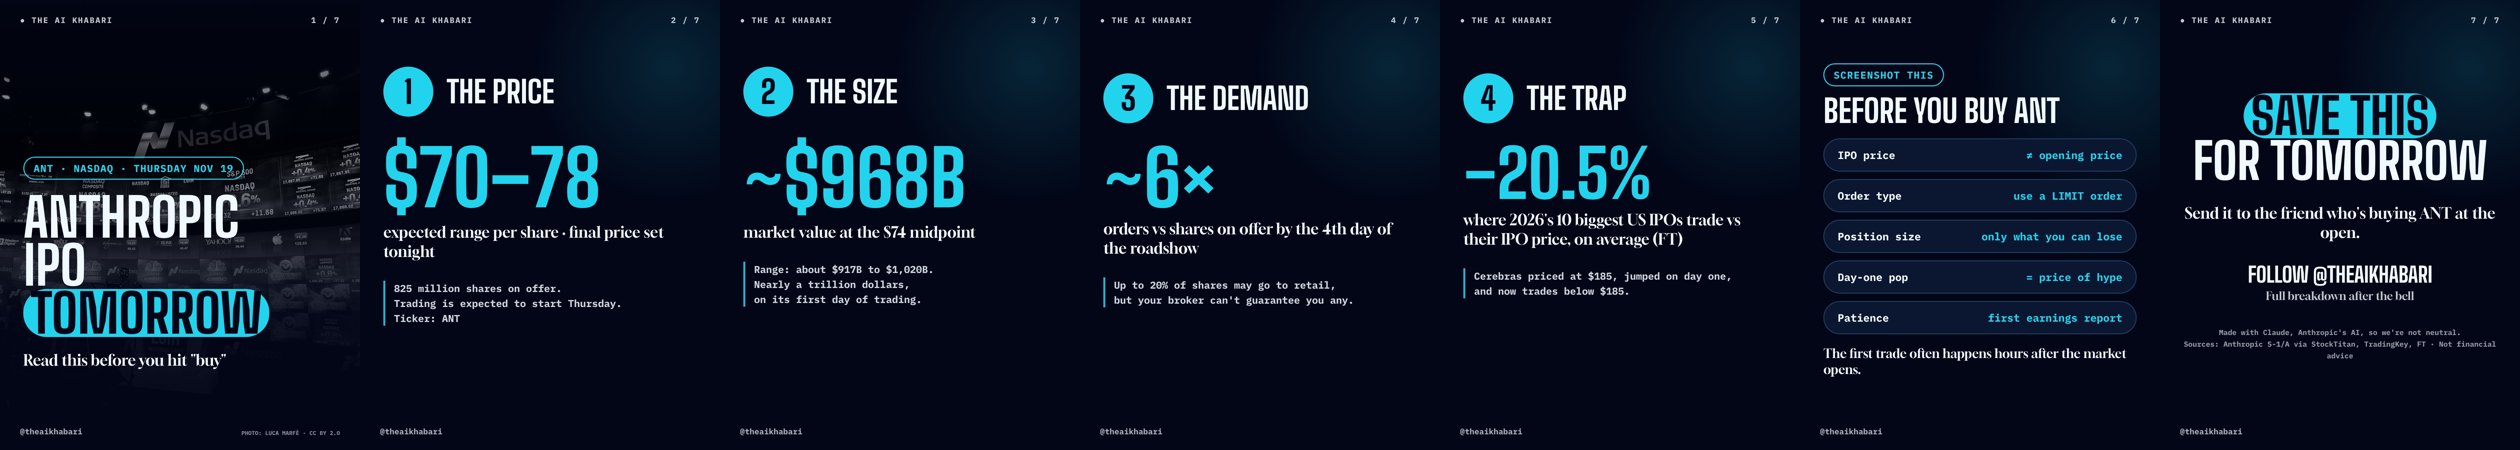 ● THE AI KHABARI
1 / 7
Nasdaq
ANT · NASDAQ · THURSDAY NOV 19
NASDAQ
ANTHROPIC
IPO
TOMORROW
Read this before you hit "buy"
@theaikhabari
PHOTO: LUCA MARFÉ · CC BY 2.0
● THE AI KHABARI
2 / 7
1 THE PRICE
$70–78
expected range per share · final price set
tonight
825 million shares on offer.
Trading is expected to start Thursday.
Ticker: ANT
@theaikhabari
● THE AI KHABARI
3 / 7
2 THE SIZE
~$968B
market value at the $74 midpoint
Range: about $917B to $1,020B.
Nearly a trillion dollars,
on its first day of trading.
@theaikhabari
● THE AI KHABARI
4 / 7
3 THE DEMAND
~6×
orders vs shares on offer by the 4th day of
the roadshow
Up to 20% of shares may go to retail,
but your broker can't guarantee you any.
@theaikhabari
● THE AI KHABARI
5 / 7
4 THE TRAP
−20.5%
where 2026's 10 biggest US IPOs trade vs
their IPO price, on average (FT)
Cerebras priced at $185, jumped on day one,
and now trades below $185.
@theaikhabari
● THE AI KHABARI
6 / 7
SCREENSHOT THIS
BEFORE YOU BUY ANT
IPO price ≠ opening price
Order type use a LIMIT order
Position size only what you can lose
Day-one pop = price of hype
Patience first earnings report
The first trade often happens hours after the market
opens.
@theaikhabari
● THE AI KHABARI
7 / 7
SAVE THIS
FOR TOMORROW
Send it to the friend who's buying ANT at the
open.
FOLLOW @THEAIKHABARI
Full breakdown after the bell
Made with Claude, Anthropic's AI, so we're not neutral.
Sources: Anthropic S-1/A via StockTitan, TradingKey, FT · Not financial
advice
@theaikhabari